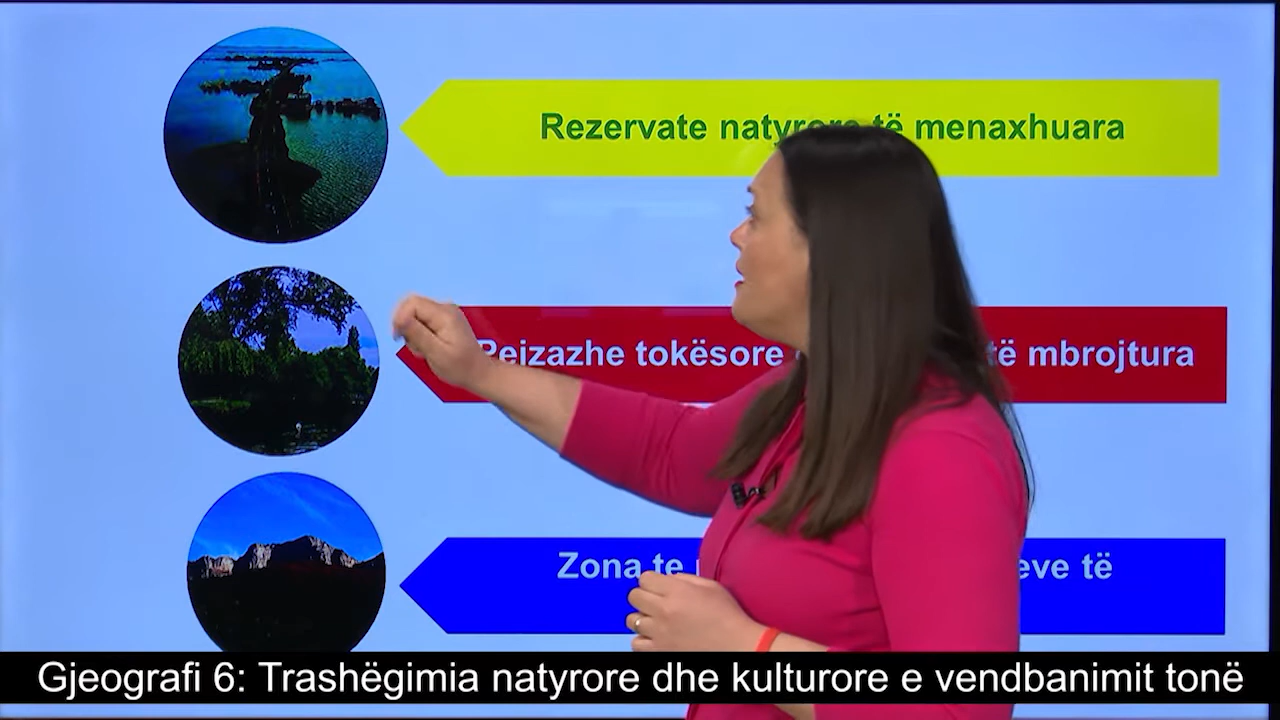 Rezervate natyrore të menaxhuara
Peizazhe tokësore të mbrojtura
Zona te eve të
Gjeografi 6: Trashëgimia natyrore dhe kulturore e vendbanimit tonë